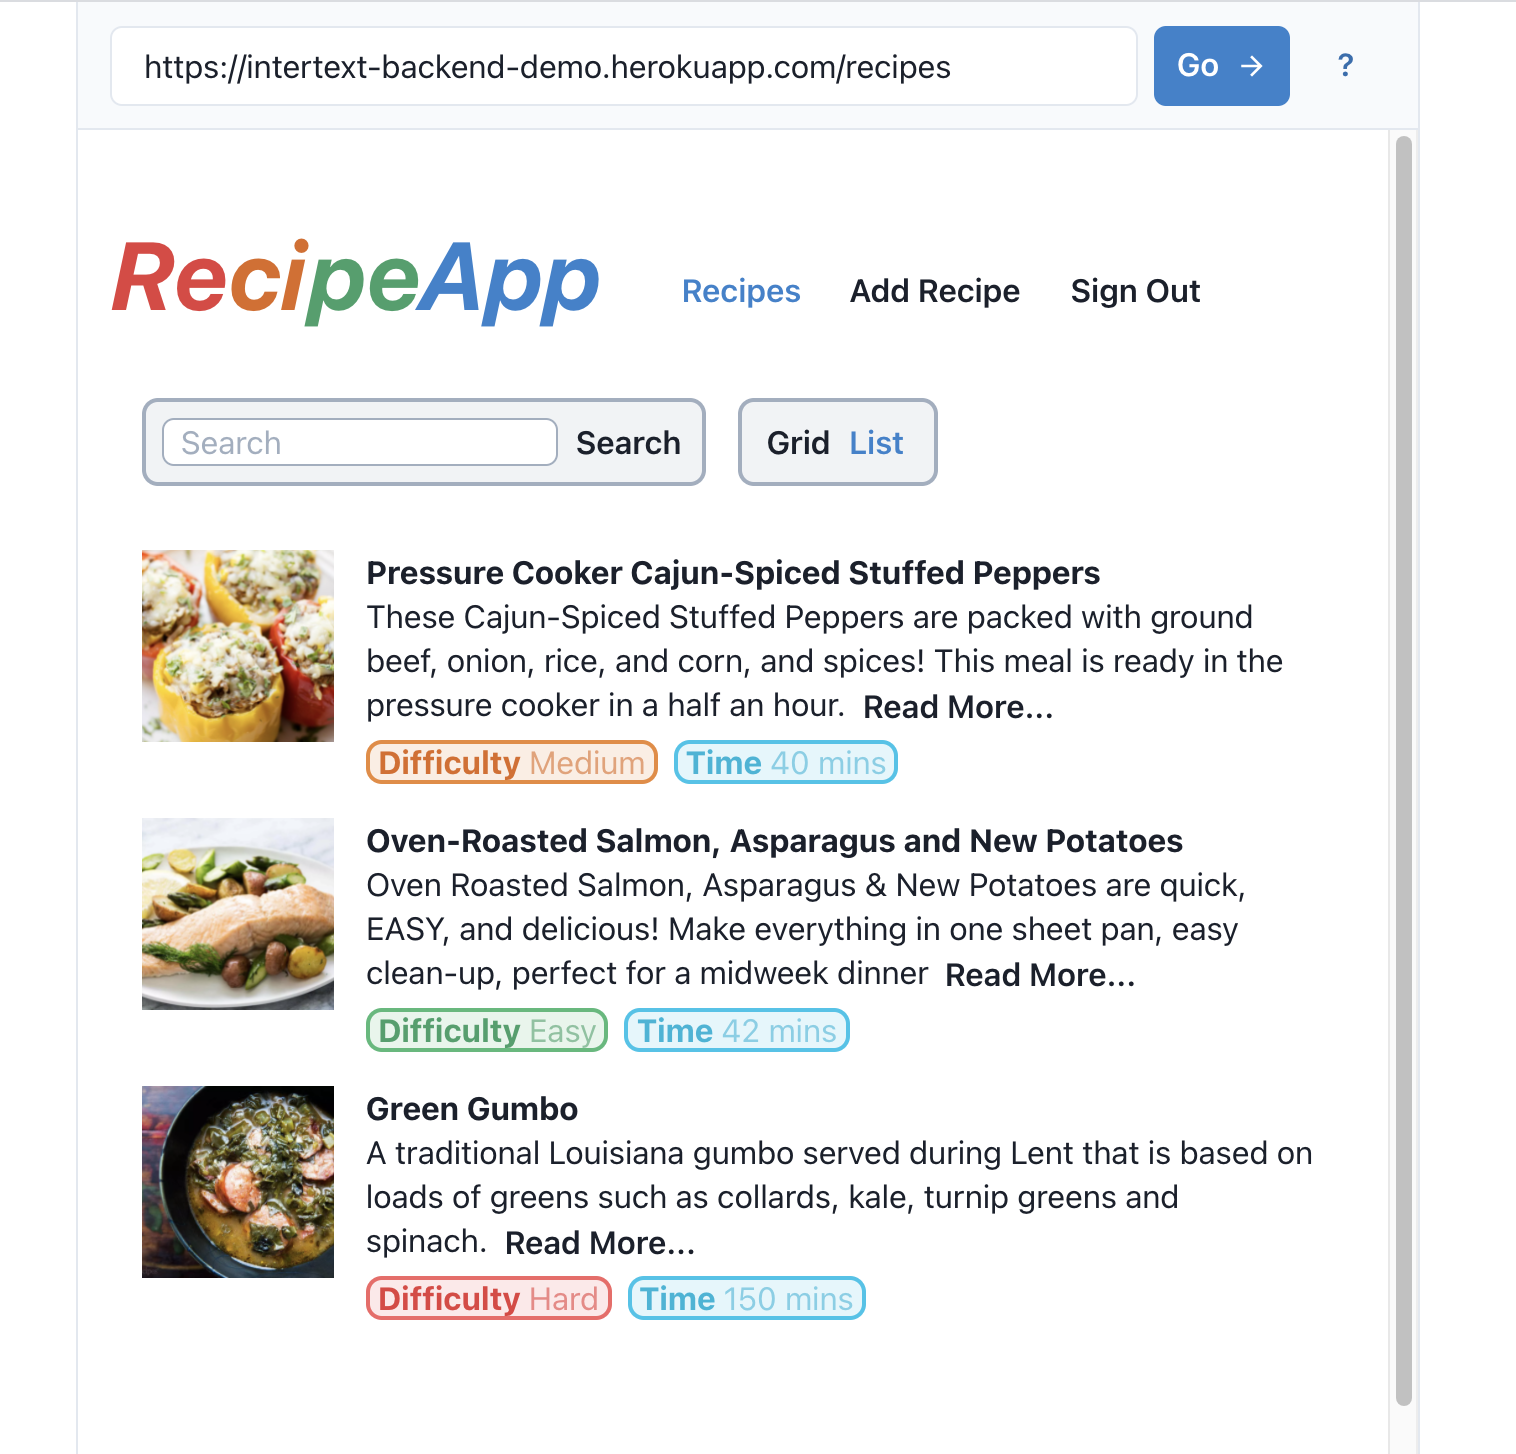 https://intertext-backend-demo.herokuapp.com/recipes
Go →
?
RecipeApp
Recipes
Add Recipe
Sign Out
Search
Search
Grid
List
Pressure Cooker Cajun-Spiced Stuffed Peppers
These Cajun-Spiced Stuffed Peppers are packed with ground
beef, onion, rice, and corn, and spices! This meal is ready in the
pressure cooker in a half an hour. Read More...
Difficulty Medium
Time 40 mins
Oven-Roasted Salmon, Asparagus and New Potatoes
Oven Roasted Salmon, Asparagus & New Potatoes are quick,
EASY, and delicious! Make everything in one sheet pan, easy
clean-up, perfect for a midweek dinner Read More...
Difficulty Easy
Time 42 mins
Green Gumbo
A traditional Louisiana gumbo served during Lent that is based on
loads of greens such as collards, kale, turnip greens and
spinach. Read More...
Difficulty Hard
Time 150 mins